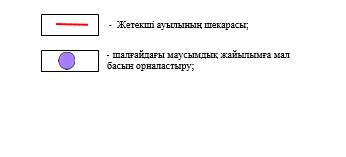 - Жетекші ауылының шекарасы;
- шалғайдағы маусымдық жайылымға мал
басын орналастыру;